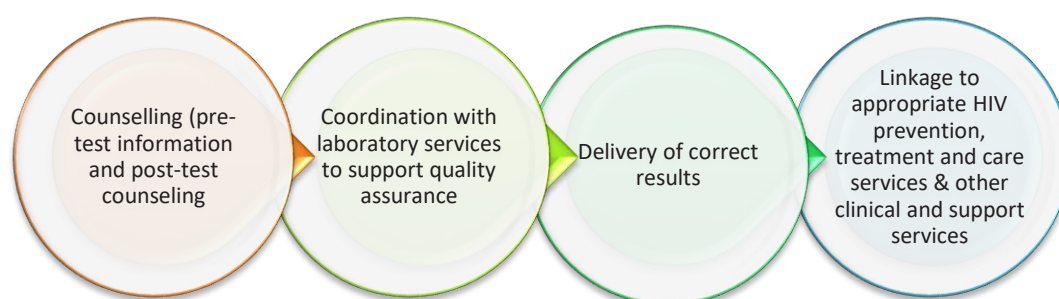 Counselling (pre-
test information
and post-test
counseling
Coordination with
laboratory services
to support quality
assurance
Delivery of correct
results
Linkage to
appropriate HIV
prevention,
treatment and care
services & other
clinical and support
services